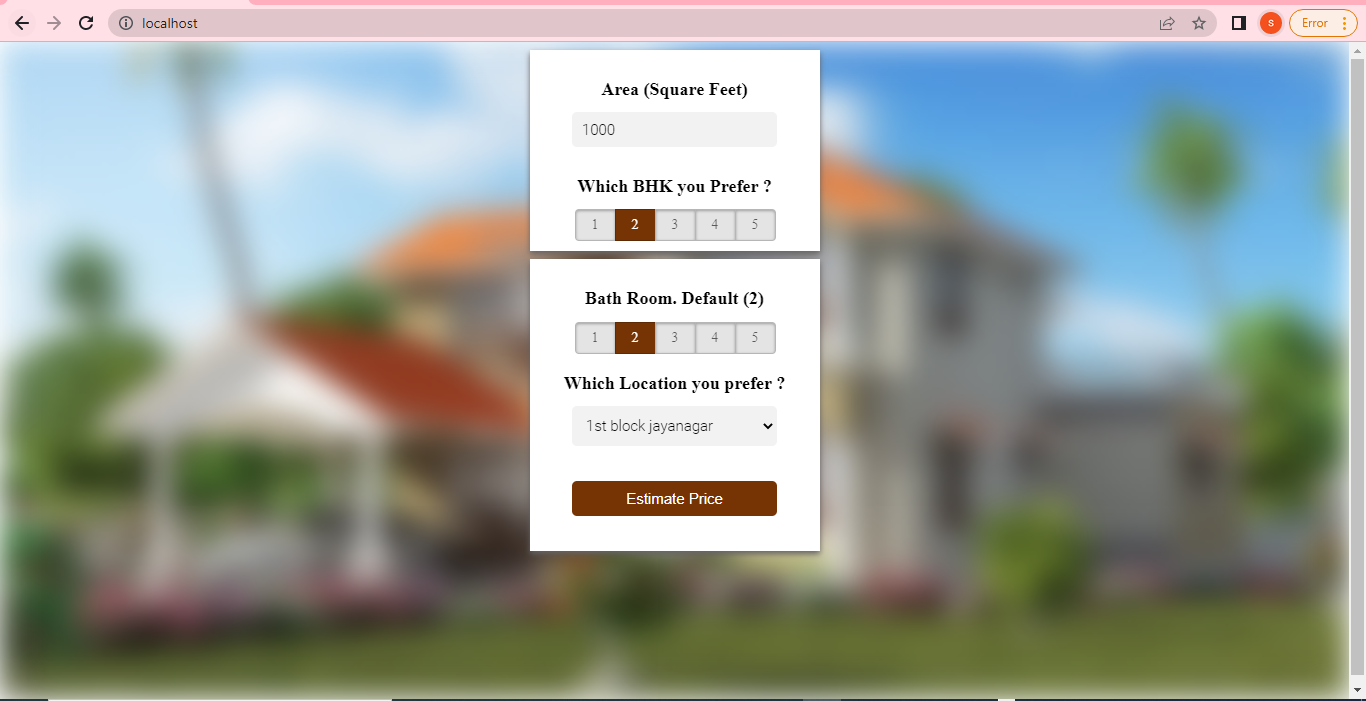 localhost
S
Error
Area (Square Feet)
1000
Which BHK you Prefer ?
1 2 3 4 5
Bath Room. Default (2)
1 2 3 4 5
Which Location you prefer ?
1st block jayanagar
Estimate Price